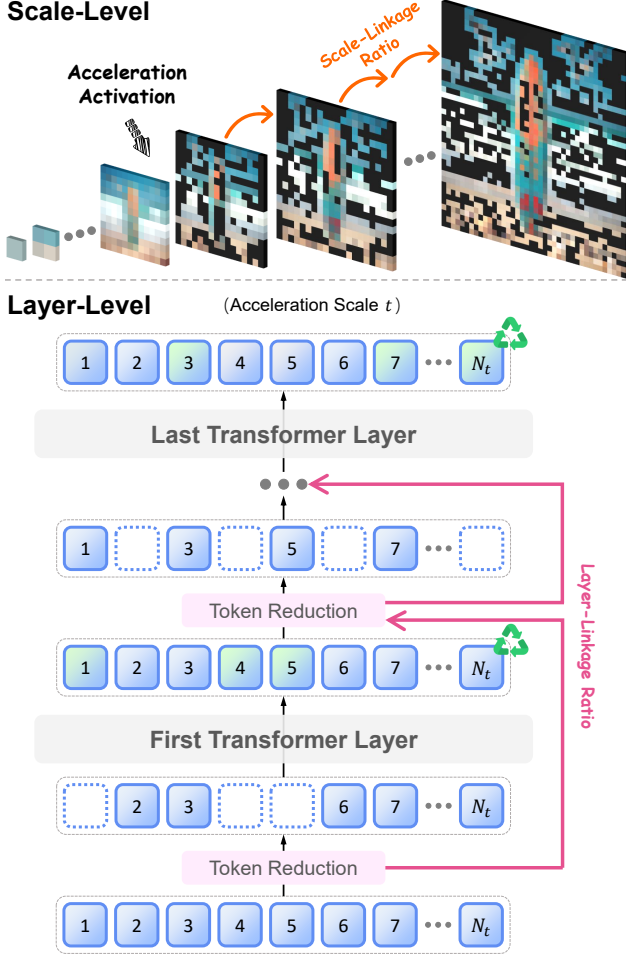 Scale-Level
Acceleration
Activation
Scale-Linkage
Ratio
Layer-Level
(Acceleration Scale t)
1 2 3 4 5 6 7 N_t
Last Transformer Layer
1 3 5 7
Token Reduction
Layer-Linkage Ratio
1 2 3 4 5 6 7 N_t
First Transformer Layer
2 3 6 7 N_t
Token Reduction
1 2 3 4 5 6 7 N_t